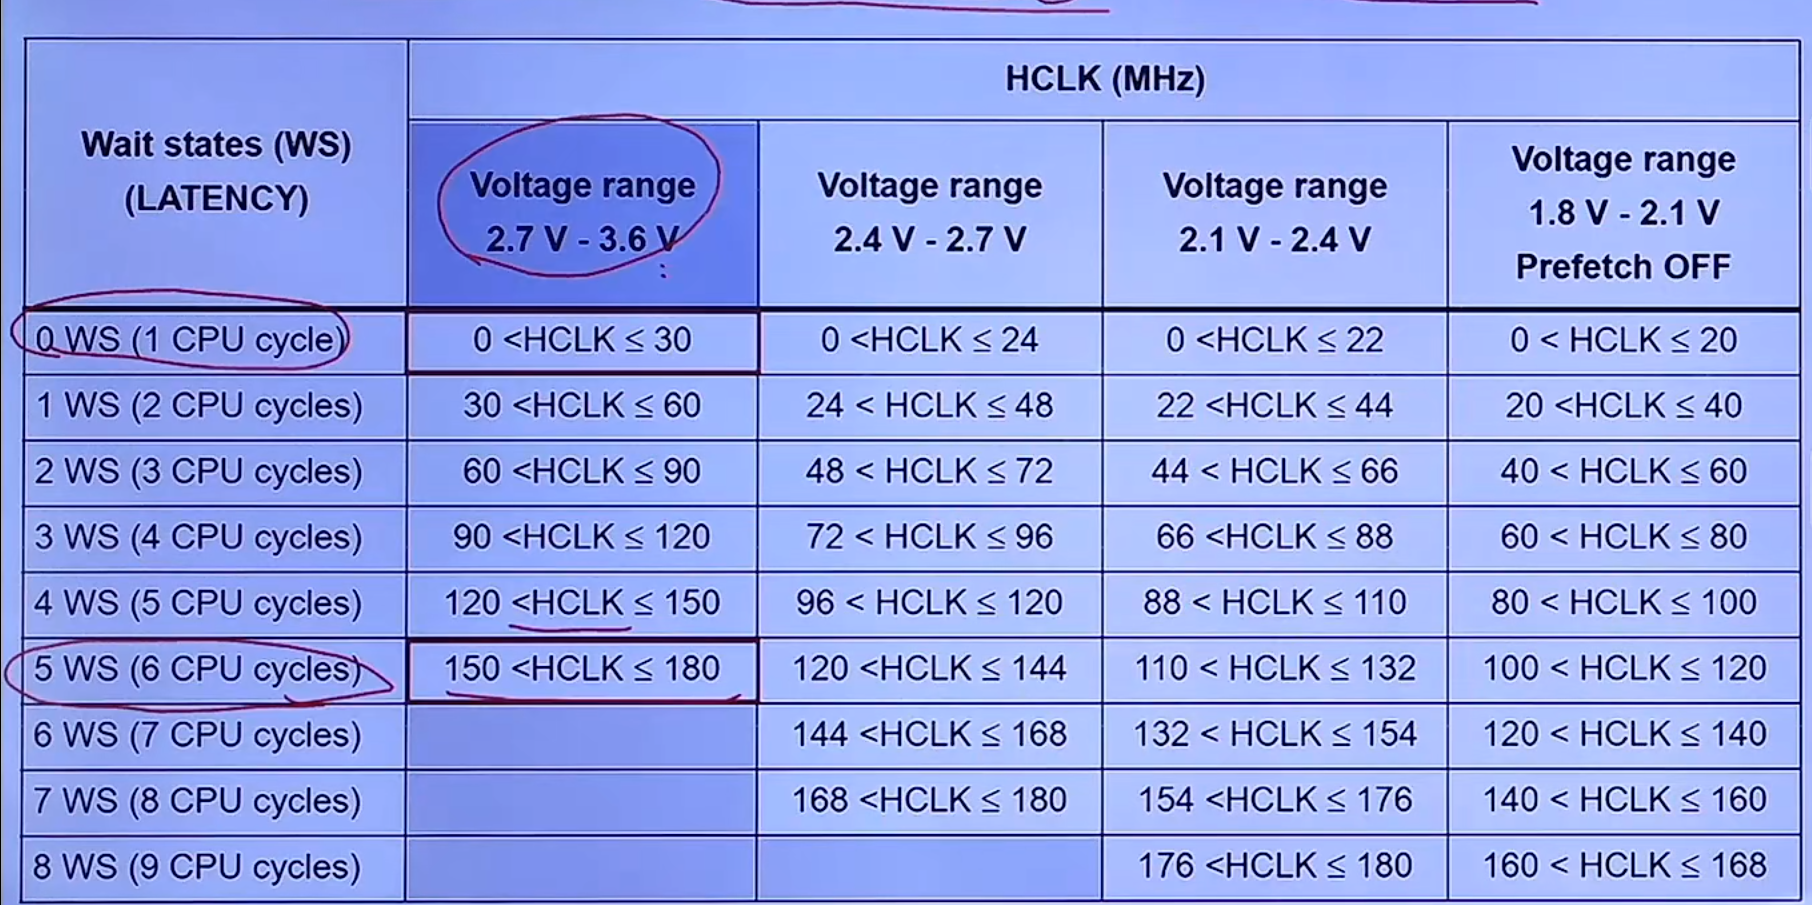 HCLK (MHz)
Wait states (WS)
(LATENCY)
Voltage range
2.7 V - 3.6 V
Voltage range
2.4 V - 2.7 V
Voltage range
2.1 V - 2.4 V
Voltage range
1.8 V - 2.1 V
Prefetch OFF
0 WS (1 CPU cycle) 0 <HCLK ≤ 30 0 <HCLK ≤ 24 0 <HCLK ≤ 22 0 < HCLK ≤ 20
1 WS (2 CPU cycles) 30 <HCLK ≤ 60 24 < HCLK ≤ 48 22 <HCLK ≤ 44 20 <HCLK ≤ 40
2 WS (3 CPU cycles) 60 <HCLK ≤ 90 48 < HCLK ≤ 72 44 < HCLK ≤ 66 40 < HCLK ≤ 60
3 WS (4 CPU cycles) 90 <HCLK ≤ 120 72 < HCLK ≤ 96 66 <HCLK ≤ 88 60 < HCLK ≤ 80
4 WS (5 CPU cycles) 120 <HCLK ≤ 150 96 < HCLK ≤ 120 88 < HCLK ≤ 110 80 < HCLK ≤ 100
5 WS (6 CPU cycles) 150 <HCLK ≤ 180 120 <HCLK ≤ 144 110 < HCLK ≤ 132 100 < HCLK ≤ 120
6 WS (7 CPU cycles) 144 <HCLK ≤ 168 132 < HCLK ≤ 154 120 < HCLK ≤ 140
7 WS (8 CPU cycles) 168 <HCLK ≤ 180 154 <HCLK ≤ 176 140 < HCLK ≤ 160
8 WS (9 CPU cycles) 176 <HCLK ≤ 180 160 < HCLK ≤ 168